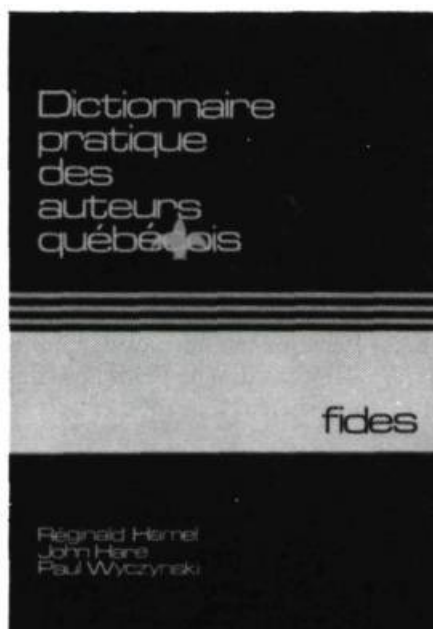 Dictionnaire
pratique
des
auteurs
québécois
fides
Réginald Hamel
John Hare
Paul Wyczynski